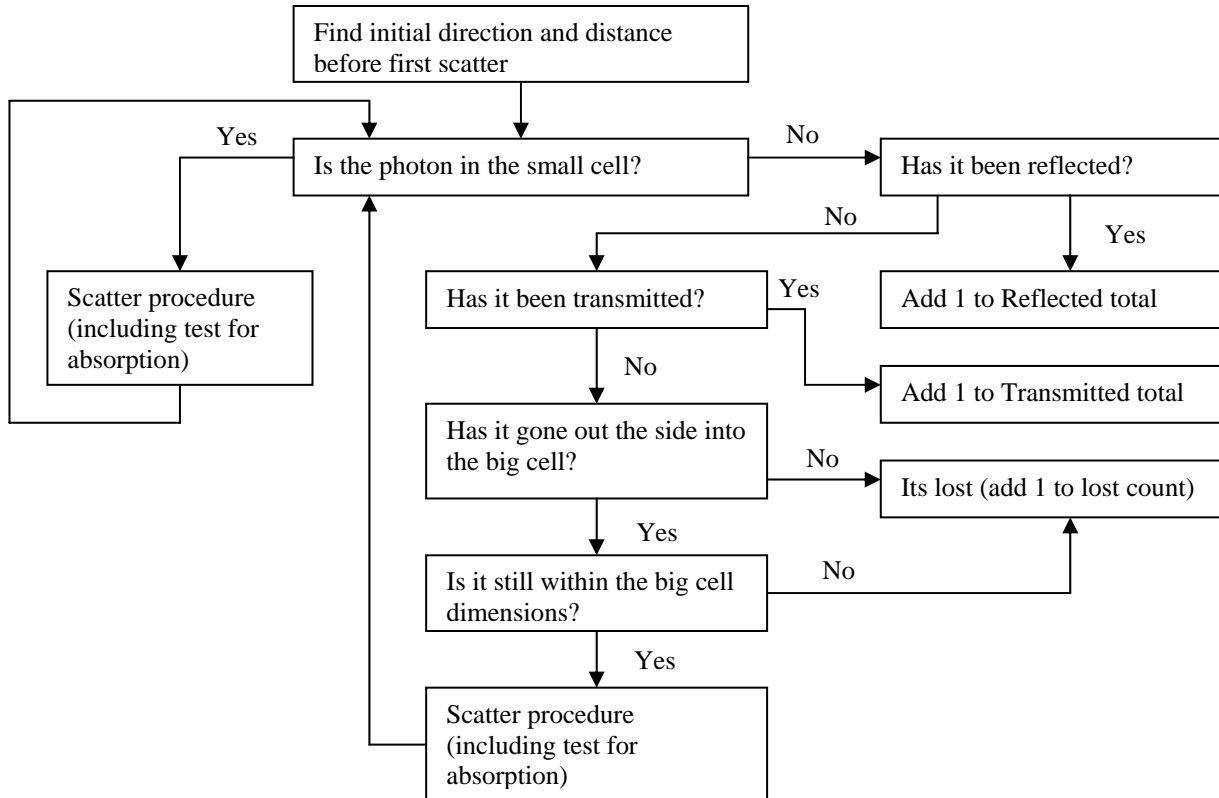 Find initial direction and distance
before first scatter
Yes
Is the photon in the small cell?
No
Has it been reflected?
No
Yes
Scatter procedure
(including test for
absorption)
Has it been transmitted?
Yes
Add 1 to Reflected total
No
Add 1 to Transmitted total
Has it gone out the side into
the big cell?
No
Its lost (add 1 to lost count)
Yes
Is it still within the big cell
dimensions?
No
Yes
Scatter procedure
(including test for
absorption)